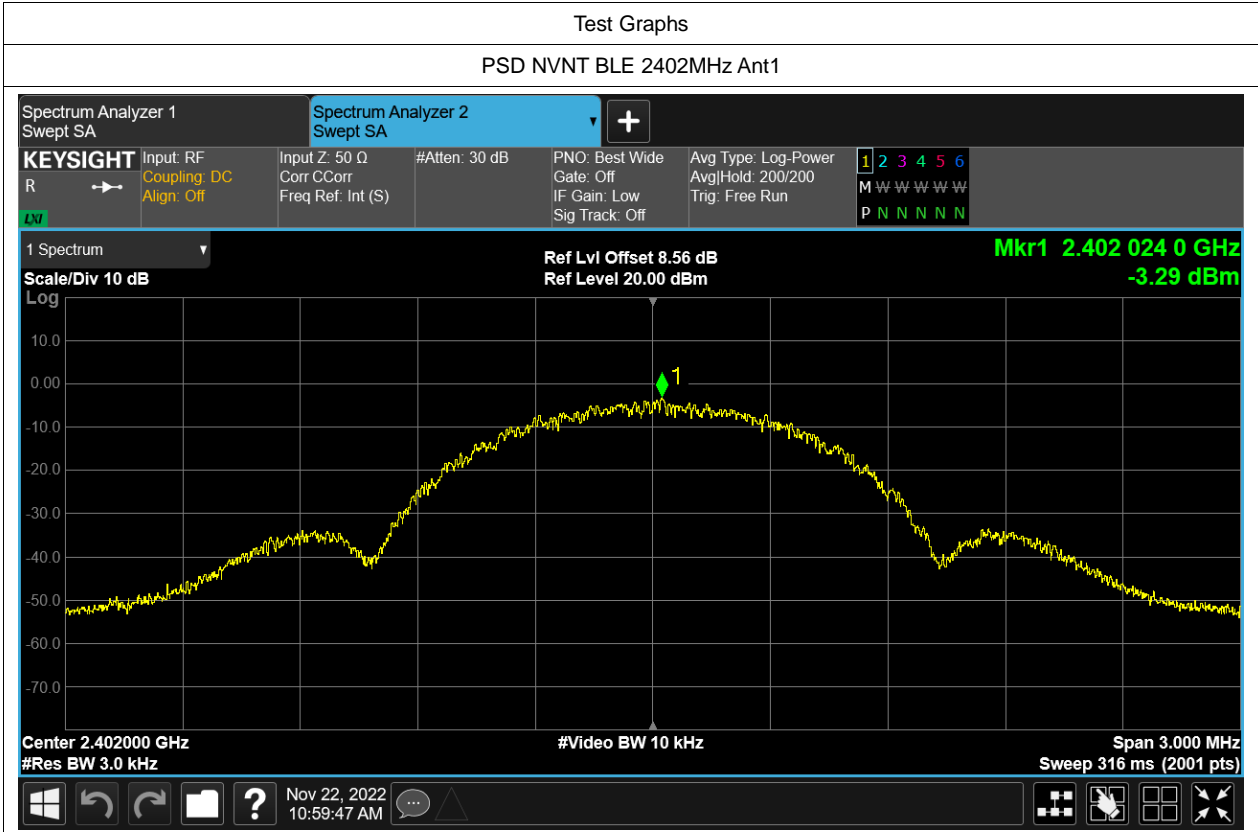 Test Graphs
PSD NVNT BLE 2402MHz Ant1
Spectrum Analyzer 1
Swept SA
Spectrum Analyzer 2
Swept SA
KEYSIGHT
R
LXI
Input: RF
Coupling: DC
Align: Off
Input Z: 50 Ω
Corr CCorr
Freq Ref: Int (S)
#Atten: 30 dB
PNO: Best Wide
Gate: Off
IF Gain: Low
Sig Track: Off
Avg Type: Log-Power
Avg|Hold: 200/200
Trig: Free Run
1 2 3 4 5 6
M W W W W W
P N N N N N
1 Spectrum
Scale/Div 10 dB
Log
Ref Lvl Offset 8.56 dB
Ref Level 20.00 dBm
Mkr1 2.402 024 0 GHz
-3.29 dBm
10.0
0.00
1
-10.0
-20.0
-30.0
-40.0
-50.0
-60.0
-70.0
Center 2.402000 GHz
#Video BW 10 kHz
Span 3.000 MHz
#Res BW 3.0 kHz
Sweep 316 ms (2001 pts)
?
Nov 22, 2022
10:59:47 AM